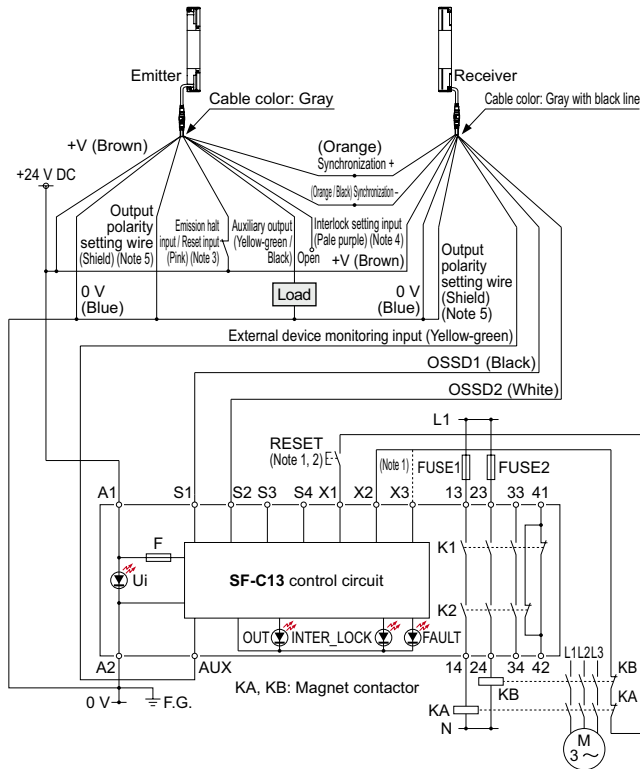 Emitter
Receiver
Cable color: Gray
Cable color: Gray with black line
+V (Brown)
(Orange)
Synchronization +
+24 V DC
(Orange / Black) Synchronization –
Output
polarity
setting wire
(Shield) (Note 5)
Emission halt
input / Reset input
(Pink) (Note 3)
Auxiliary output
(Yellow-green /
Black)
Interlock setting input
(Pale purple) (Note 4)
Open
+V (Brown)
Output
polarity
setting wire
(Shield)
(Note 5)
0 V
(Blue)
Load
0 V
(Blue)
External device monitoring input (Yellow-green)
OSSD1 (Black)
OSSD2 (White)
L1
RESET
(Note 1, 2)
(Note 1)
FUSE1
FUSE2
A1
S1
S2
S3
S4
X1
X2
X3
13
23
33
41
F
K1
Ui
SF-C13 control circuit
K2
OUT
INTER_LOCK
FAULT
A2
AUX
14
24
34
42
L1L2L3
KA, KB: Magnet contactor
KB
KB
KA
KA
0 V
F.G.
N
M
3 ~